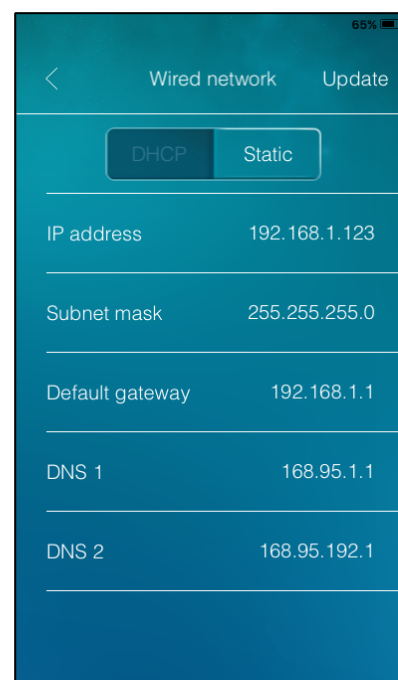 65%
Wired network Update
DHCP Static
IP address 192.168.1.123
Subnet mask 255.255.255.0
Default gateway 192.168.1.1
DNS 1 168.95.1.1
DNS 2 168.95.192.1